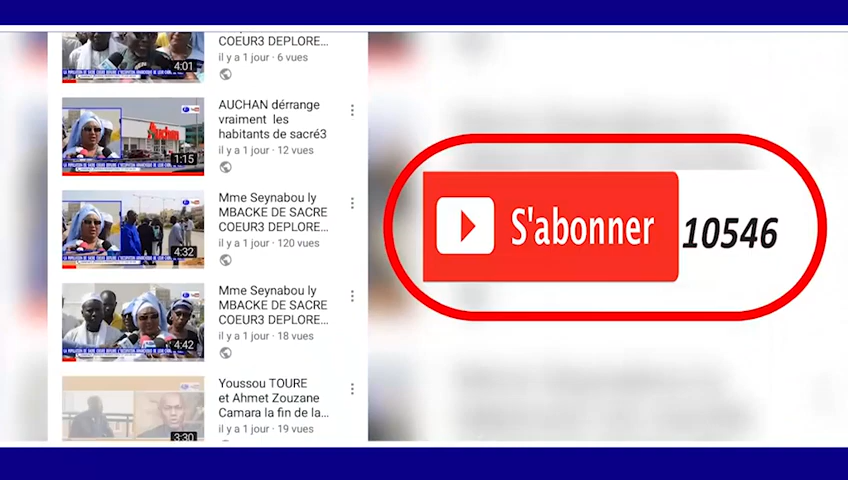 COEUR3 DEPLORE...
il y a 1 jour · 6 vues
4:01
AUCHAN dérrange
vraiment les
habitants de sacré3
il y a 1 jour · 12 vues
Auchan
1:15
Mme Seynabou ly
MBACKE DE SACRE
COEUR3 DEPLORE...
il y a 1 jour · 120 vues
4:32
Mme Seynabou ly
MBACKE DE SACRE
COEUR3 DEPLORE...
il y a 1 jour · 18 vues
4:42
Youssou TOURE
et Ahmet Zouzane
Camara la fin de la...
il y a 1 jour · 19 vues
3:30
S'abonner
10546